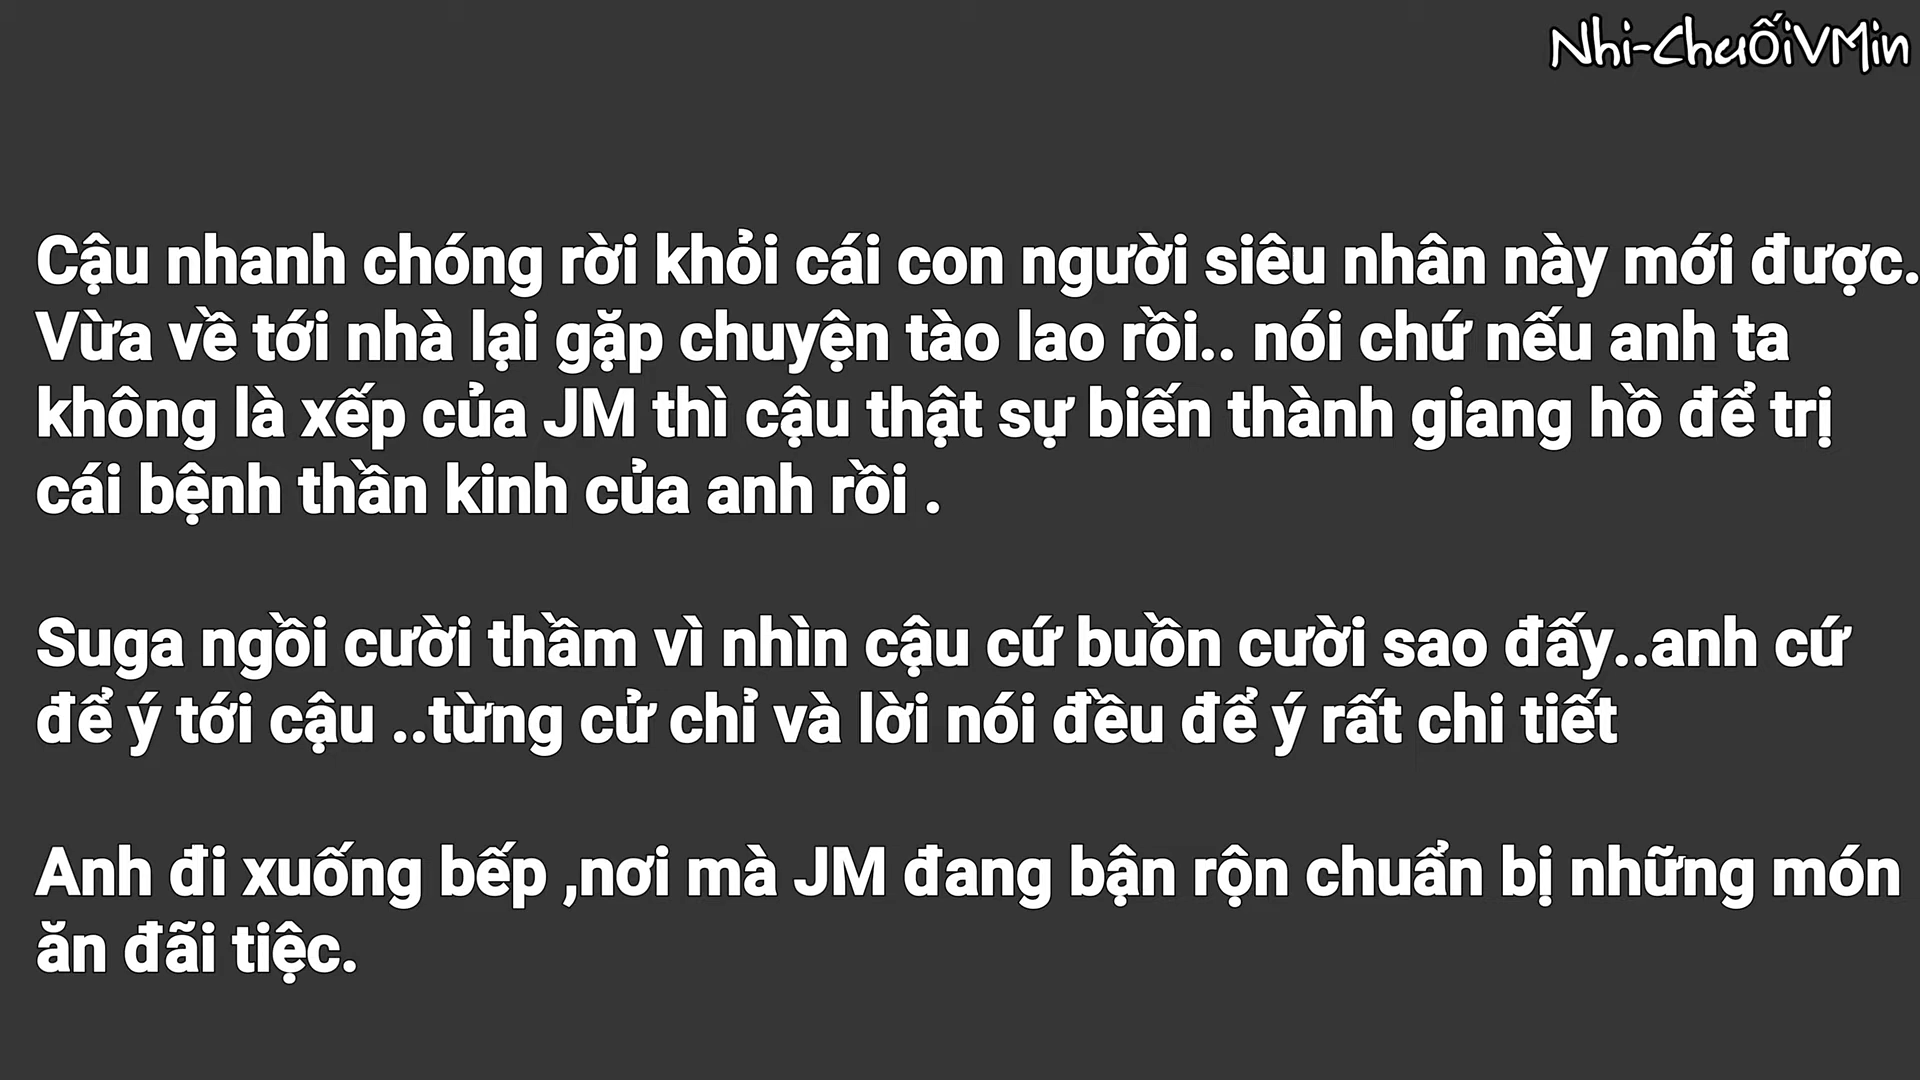 Nhi-ChuỐiVMin
Cậu nhanh chóng rời khỏi cái con người siêu nhân này mới được.
Vừa về tới nhà lại gặp chuyện tào lao rồi.. nói chứ nếu anh ta
không là xếp của JM thì cậu thật sự biến thành giang hồ để trị
cái bệnh thần kinh của anh rồi .
Suga ngồi cười thầm vì nhìn cậu cứ buồn cười sao đấy..anh cứ
để ý tới cậu ..từng cử chỉ và lời nói đều để ý rất chi tiết
Anh đi xuống bếp ,nơi mà JM đang bận rộn chuẩn bị những món
ăn đãi tiệc.